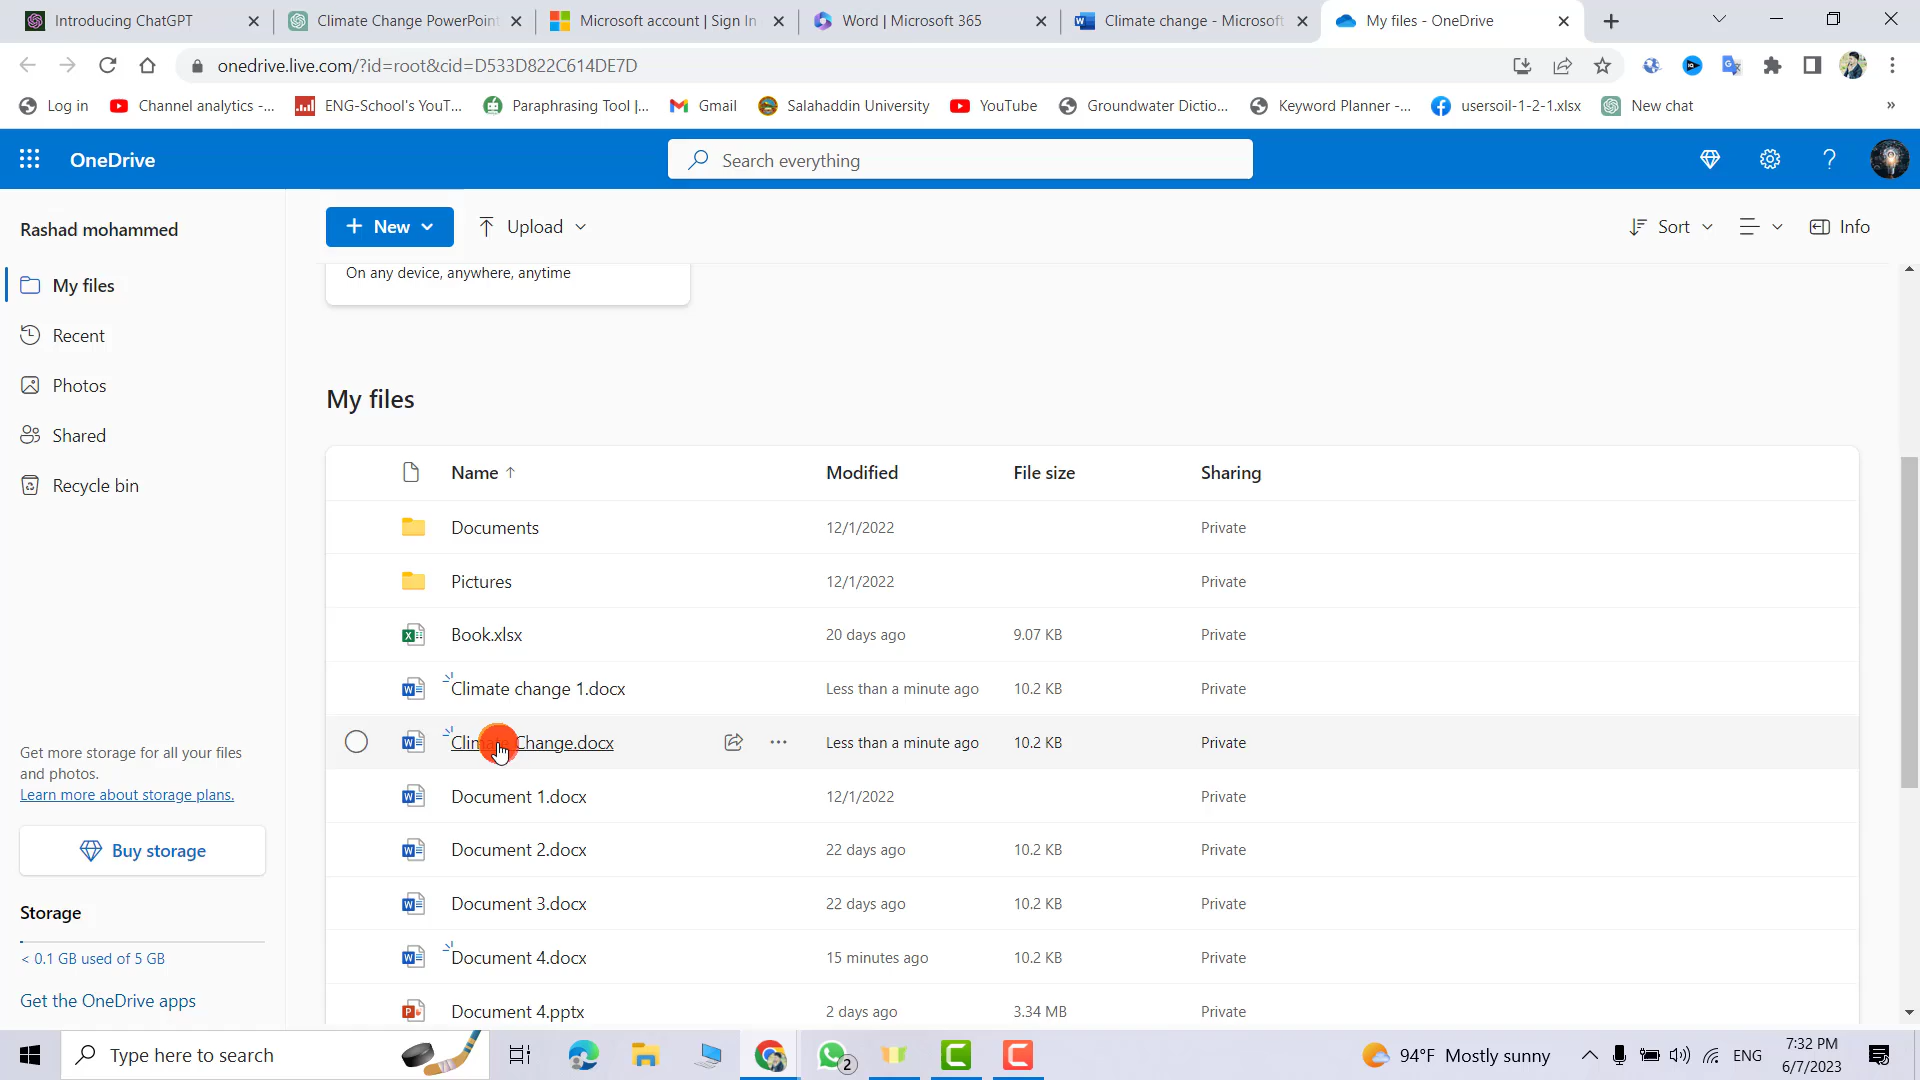 Introducing ChatGPT
Climate Change PowerPoint
Microsoft account | Sign In
Word | Microsoft 365
Climate change - Microsoft
My files - OneDrive
onedrive.live.com/?id=root&cid=D533D822C614DE7D
Log in
Channel analytics -...
ENG-School's YouT...
Paraphrasing Tool |...
Gmail
Salahaddin University
YouTube
Groundwater Dictio...
Keyword Planner -...
usersoil-1-2-1.xlsx
New chat
»
OneDrive
Search everything
Rashad mohammed
My files
Recent
Photos
Shared
Recycle bin
Get more storage for all your files
and photos.
Learn more about storage plans.
Buy storage
Storage
< 0.1 GB used of 5 GB
Get the OneDrive apps
+ New
Upload
Sort
Info
On any device, anywhere, anytime
My files
Name ↑ Modified File size Sharing
Documents 12/1/2022 Private
Pictures 12/1/2022 Private
Book.xlsx 20 days ago 9.07 KB Private
Climate change 1.docx Less than a minute ago 10.2 KB Private
Climate Change.docx Less than a minute ago 10.2 KB Private
Document 1.docx 12/1/2022 Private
Document 2.docx 22 days ago 10.2 KB Private
Document 3.docx 22 days ago 10.2 KB Private
Document 4.docx 15 minutes ago 10.2 KB Private
Document 4.pptx 2 days ago 3.34 MB Private
Type here to search
2
94°F Mostly sunny
ENG
7:32 PM
6/7/2023